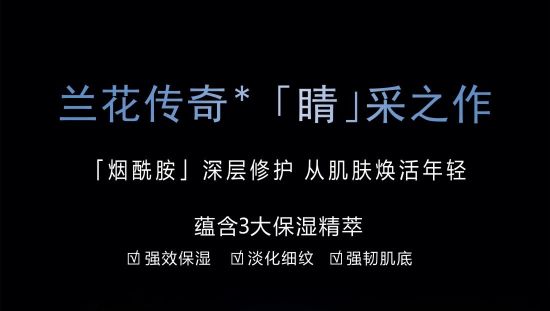 兰花传奇*「睛」采之作
「烟酰胺」深层修护 从肌肤焕活年轻
蕴含3大保湿精萃
☑强效保湿 ☑淡化细纹 ☑强韧肌底